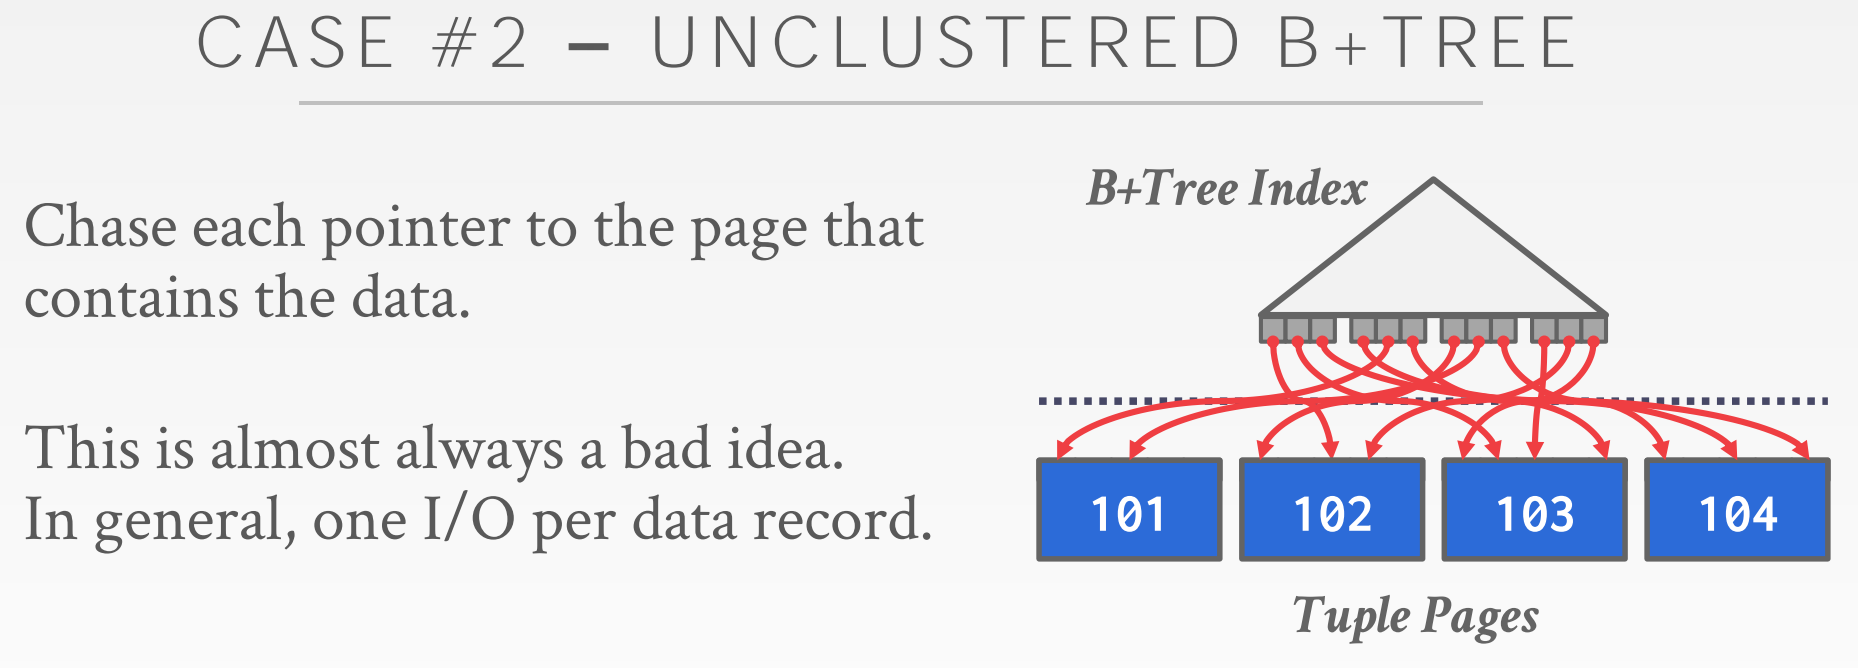 CASE #2 – UNCLUSTERED B+TREE
Chase each pointer to the page that
contains the data.
This is almost always a bad idea.
In general, one I/O per data record.
B+Tree Index
101
102
103
104
Tuple Pages